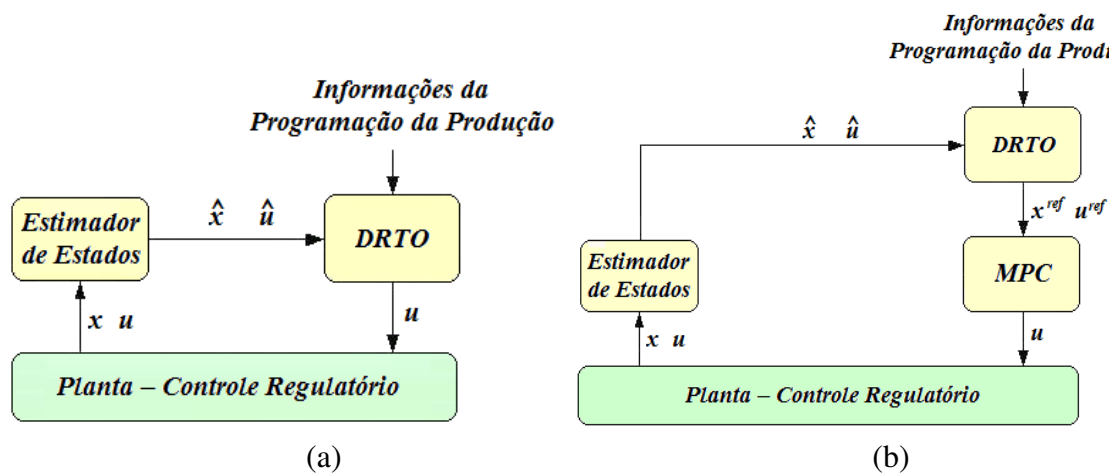 Informações da
Programação da Produção
Estimador
de Estados
x̂ û
DRTO
x u
u
Planta – Controle Regulatório
(a)
Informações da
Programação da Prod
x̂ û
DRTO
x^ref u^ref
Estimador
de Estados
MPC
x u
u
Planta – Controle Regulatório
(b)